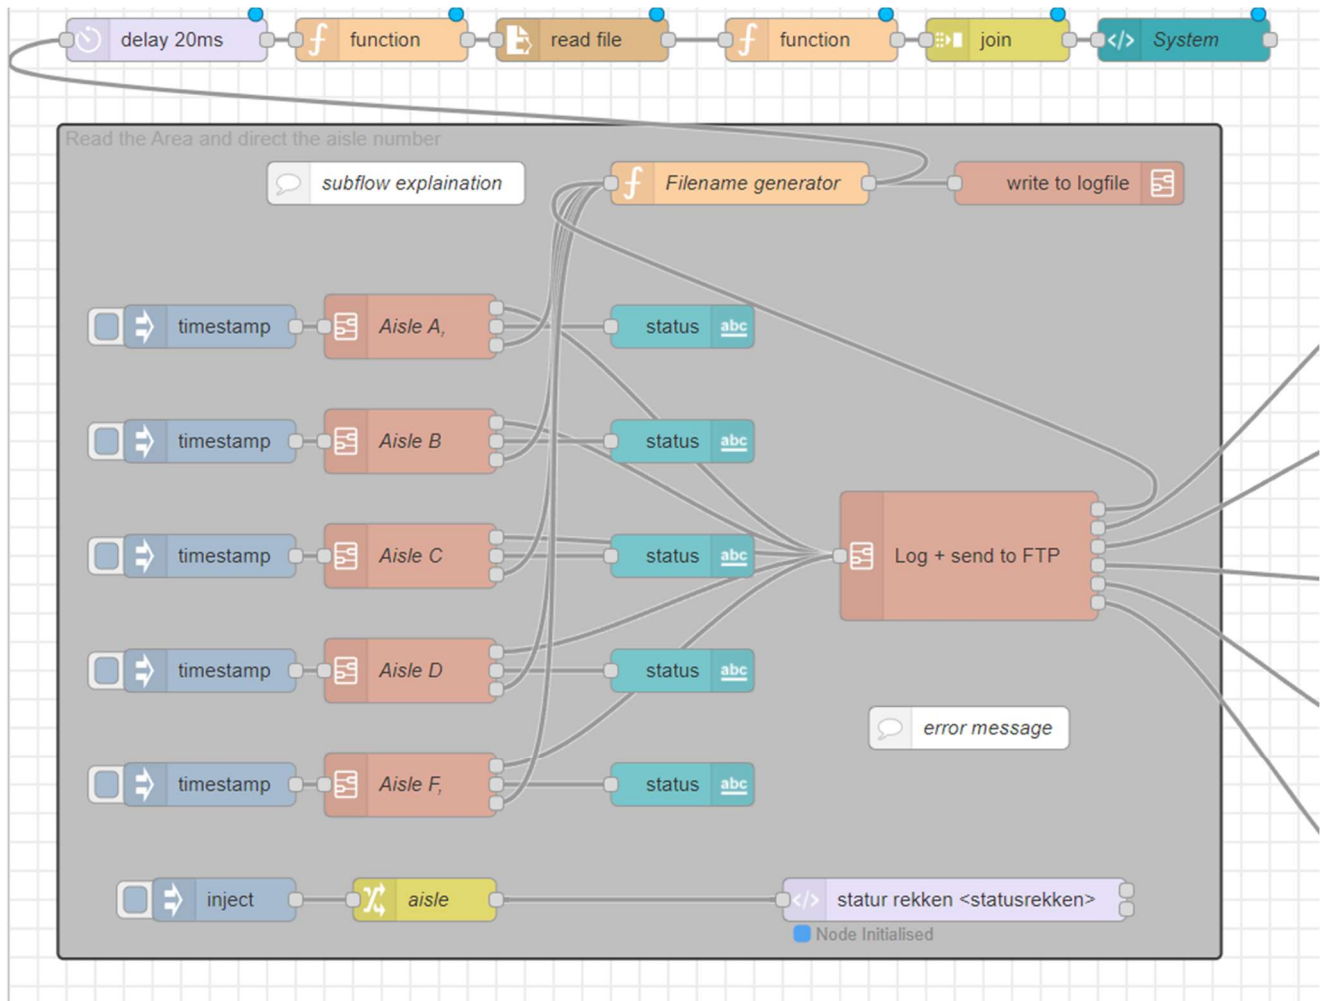 delay 20ms
function
read file
function
join
System
Read the Area and direct the aisle number
subflow explaination
Filename generator
write to logfile
timestamp
Aisle A,
status
abc
timestamp
Aisle B
status
abc
timestamp
Aisle C
status
abc
Log + send to FTP
timestamp
Aisle D
status
abc
error message
timestamp
Aisle F,
status
abc
inject
aisle
statur rekken <statusrekken>
Node Initialised